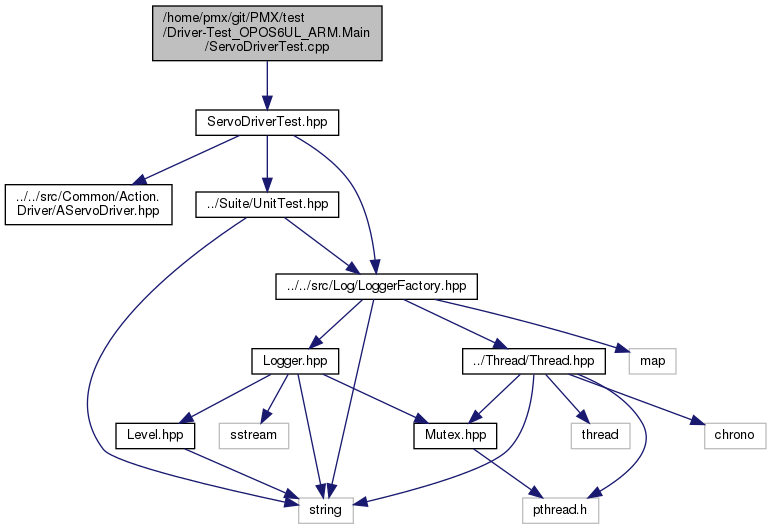 /home/pmx/git/PMX/test
/Driver-Test_OPOS6UL_ARM.Main
/ServoDriverTest.cpp
ServoDriverTest.hpp
../../src/Common/Action.
Driver/AServoDriver.hpp
../Suite/UnitTest.hpp
../../src/Log/LoggerFactory.hpp
Logger.hpp
../Thread/Thread.hpp
map
Level.hpp
sstream
Mutex.hpp
thread
chrono
string
pthread.h